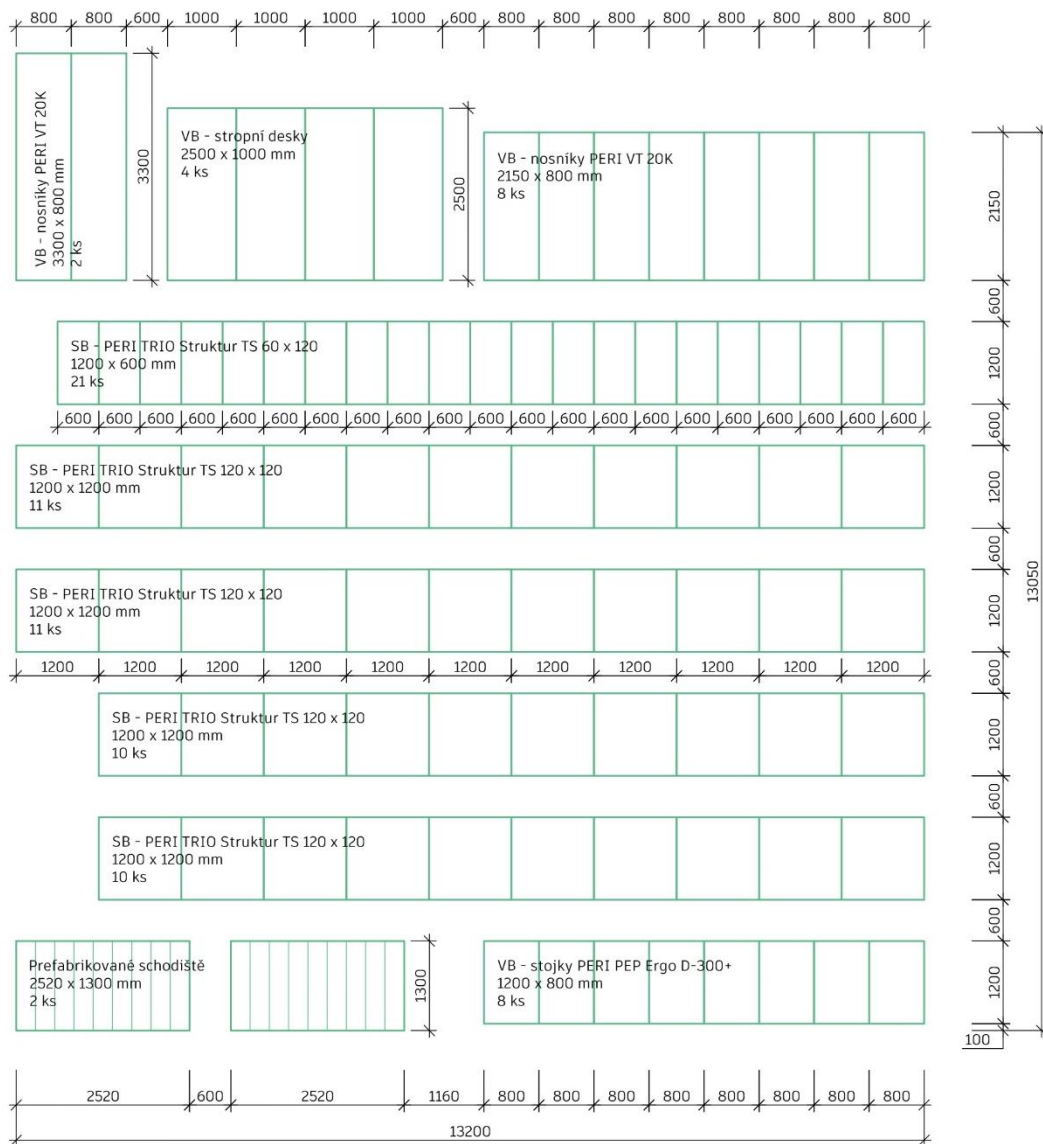 800 800 600 1000 1000 1000 1000 600 800 800 800 800 800 800 800 800
VB - nosníky PERI VT 20K
3300 x 800 mm
2 ks
3300
VB - stropní desky
2500 x 1000 mm
4 ks
2500
VB - nosníky PERI VT 20K
2150 x 800 mm
8 ks
2150
600
SB - PERI TRIO Struktur TS 60 x 120
1200 x 600 mm
21 ks
1200
600 600 600 600 600 600 600 600 600 600 600 600 600 600 600 600 600 600 600 600 600
600
SB - PERI TRIO Struktur TS 120 x 120
1200 x 1200 mm
11 ks
1200
600
13050
SB - PERI TRIO Struktur TS 120 x 120
1200 x 1200 mm
11 ks
1200
1200 1200 1200 1200 1200 1200 1200 1200 1200 1200 1200
600
SB - PERI TRIO Struktur TS 120 x 120
1200 x 1200 mm
10 ks
1200
600
SB - PERI TRIO Struktur TS 120 x 120
1200 x 1200 mm
10 ks
1200
600
Prefabrikované schodiště
2520 x 1300 mm
2 ks
1300
VB - stojky PERI PEP Ergo D-300+
1200 x 800 mm
8 ks
1200
100
2520 600 2520 1160 800 800 800 800 800 800 800 800
13200